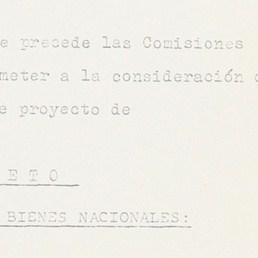 e precede las Comisiones
meter a la consideración
e proyecto de
E T O
BIENES NACIONALES: